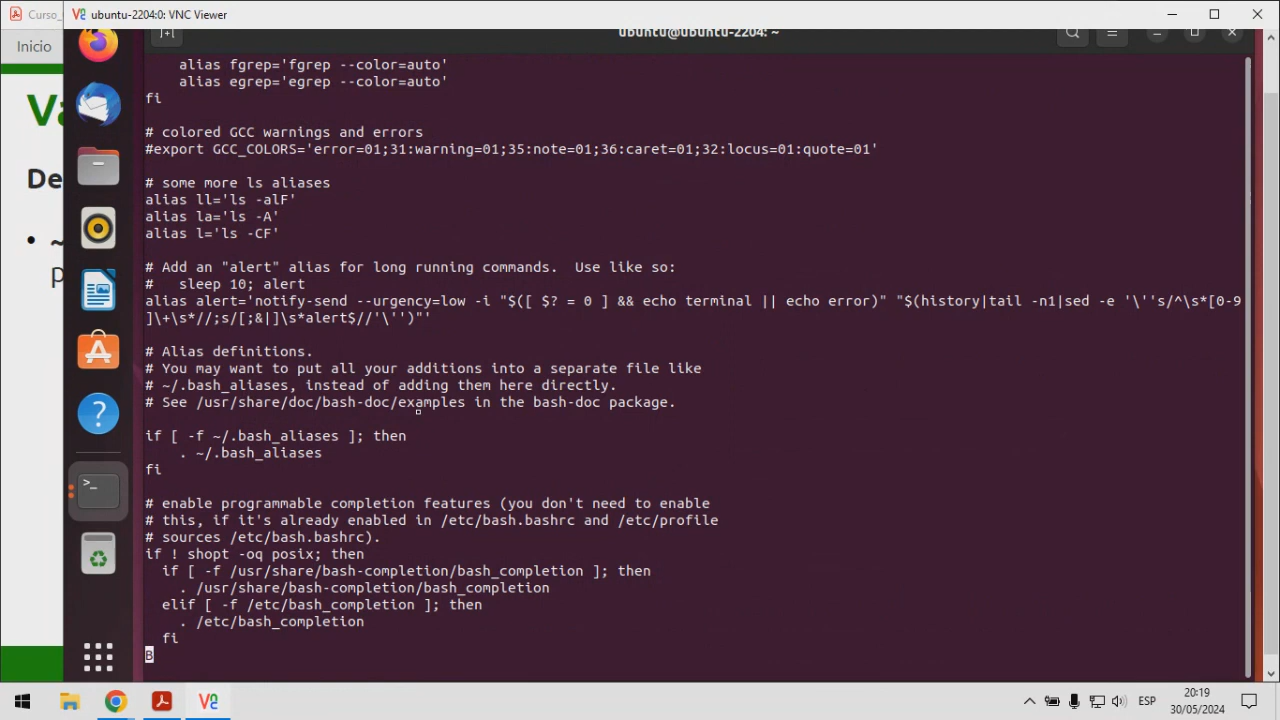 Curso_
ubuntu-2204:0: VNC Viewer
Inicio
ubuntu@ubuntu-2204: ~
Va
De
• ~
p
    alias fgrep='fgrep --color=auto'
    alias egrep='egrep --color=auto'
fi
# colored GCC warnings and errors
#export GCC_COLORS='error=01;31:warning=01;35:note=01;36:caret=01;32:locus=01:quote=01'
# some more ls aliases
alias ll='ls -alF'
alias la='ls -A'
alias l='ls -CF'
# Add an "alert" alias for long running commands.  Use like so:
#   sleep 10; alert
alias alert='notify-send --urgency=low -i "$([ $? = 0 ] && echo terminal || echo error)" "$(history|tail -n1|sed -e '\''s/^\s*[0-9
]\+\s*//;s/[;&|]\s*alert$//'\'')"'
# Alias definitions.
# You may want to put all your additions into a separate file like
# ~/.bash_aliases, instead of adding them here directly.
# See /usr/share/doc/bash-doc/examples in the bash-doc package.
if [ -f ~/.bash_aliases ]; then
    . ~/.bash_aliases
fi
# enable programmable completion features (you don't need to enable
# this, if it's already enabled in /etc/bash.bashrc and /etc/profile
# sources /etc/bash.bashrc).
if ! shopt -oq posix; then
  if [ -f /usr/share/bash-completion/bash_completion ]; then
    . /usr/share/bash-completion/bash_completion
  elif [ -f /etc/bash_completion ]; then
    . /etc/bash_completion
  fi
B
ESP
20:19
30/05/2024